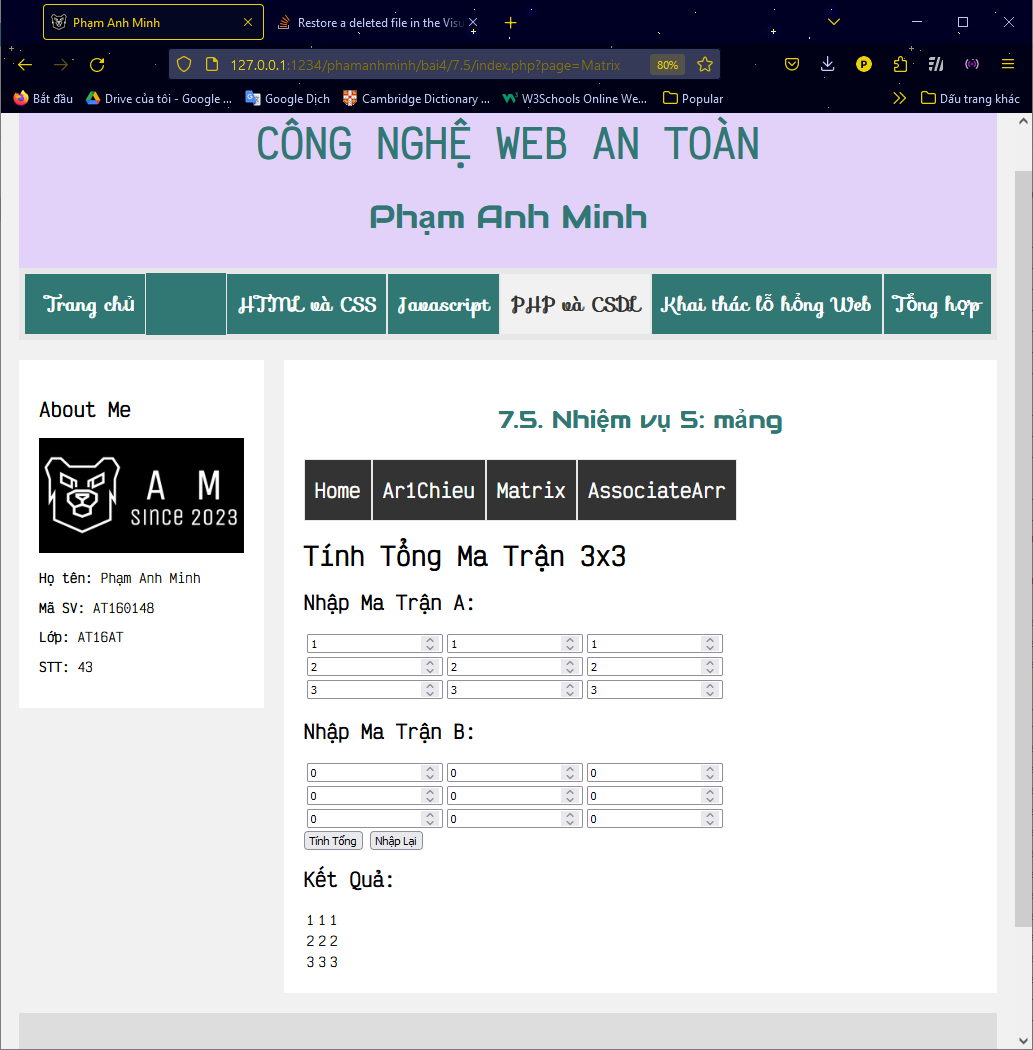 Phạm Anh Minh
Restore a deleted file in the Visu
127.0.0.1:1234/phamanhminh/bai4/7.5/index.php?page=Matrix
80%
Bắt đầu
Drive của tôi - Google ...
Google Dịch
Cambridge Dictionary ...
W3Schools Online We...
Popular
Dấu trang khác
CÔNG NGHỆ WEB AN TOÀN
Phạm Anh Minh
Trang chủ
HTML và CSS
Javascript
PHP và CSDL
Khai thác lỗ hổng Web
Tổng hợp
About Me
A M
since 2023
Họ tên: Phạm Anh Minh
Mã SV: AT160148
Lớp: AT16AT
STT: 43
7.5. Nhiệm vụ 5: mảng
Home
Ar1Chieu
Matrix
AssociateArr
Tính Tổng Ma Trận 3x3
Nhập Ma Trận A:
1 1 1
2 2 2
3 3 3
Nhập Ma Trận B:
0 0 0
0 0 0
0 0 0
Tính Tổng
Nhập Lại
Kết Quả:
1 1 1
2 2 2
3 3 3